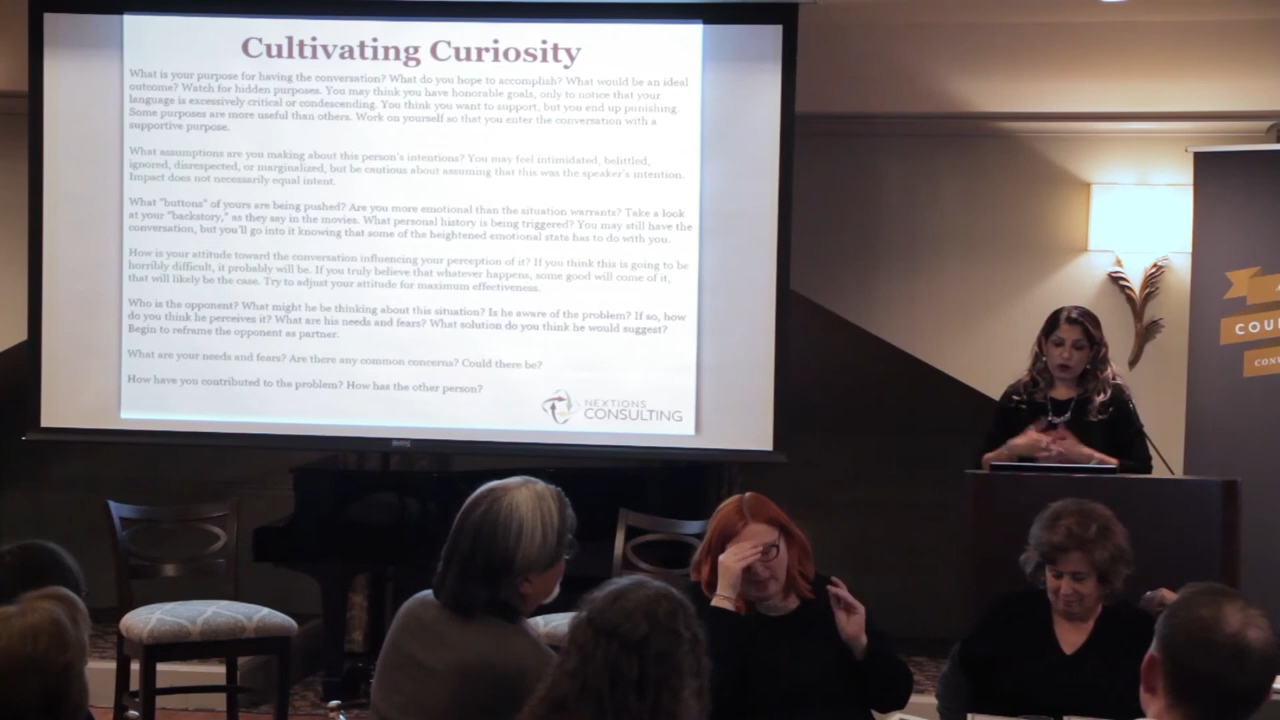 Cultivating Curiosity
What is your purpose for having the conversation? What do you hope to accomplish? What would be an ideal
outcome? Watch for hidden purposes. You may think you have honorable goals, only to notice that your
language is excessively critical or condescending. You think you want to support, but you end up punishing.
Some purposes are more useful than others. Work on yourself so that you enter the conversation with a
supportive purpose.
What assumptions are you making about this person's intentions? You may feel intimidated, belittled,
ignored, disrespected, or marginalized, but be cautious about assuming that this was the speaker's intention.
Impact does not necessarily equal intent.
What "buttons" of yours are being pushed? Are you more emotional than the situation warrants? Take a look
at your "backstory," as they say in the movies. What personal history is being triggered? You may still have the
conversation, but you'll go into it knowing that some of the heightened emotional state has to do with you.
How is your attitude toward the conversation influencing your perception of it? If you think this is going to be
horribly difficult, it probably will be. If you truly believe that whatever happens, some good will come of it,
that will likely be the case. Try to adjust your attitude for maximum effectiveness.
Who is the opponent? What might he be thinking about this situation? Is he aware of the problem? If so, how
do you think he perceives it? What are his needs and fears? What solution do you think he would suggest?
Begin to reframe the opponent as partner.
What are your needs and fears? Are there any common concerns? Could there be?
How have you contributed to the problem? How has the other person?
NEXTIONS
CONSULTING